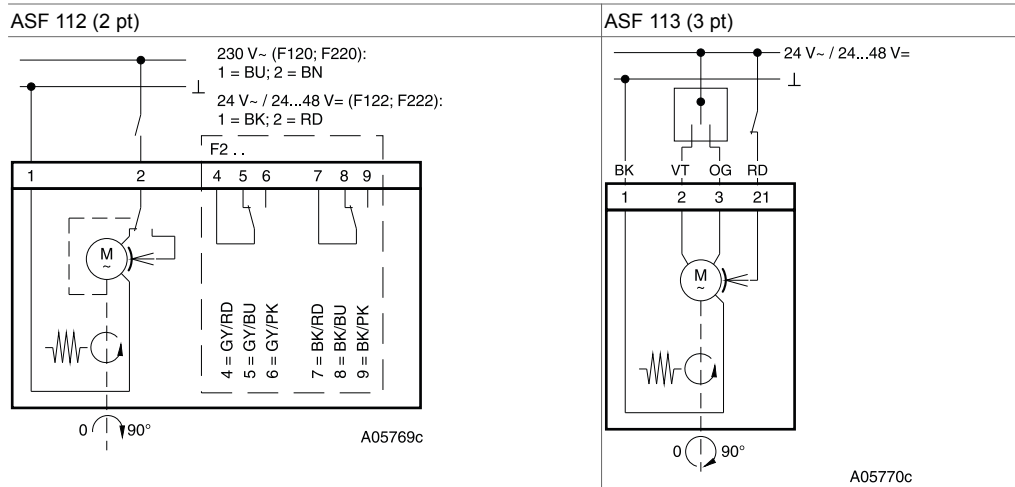 ASF 112 (2 pt)
230 V~ (F120; F220):
1 = BU; 2 = BN
⊥
24 V~ / 24...48 V= (F122; F222):
1 = BK; 2 = RD
F2 . .
1 2 4 5 6 7 8 9
M
~
4 = GY/RD
5 = GY/BU
6 = GY/PK
7 = BK/RD
8 = BK/BU
9 = BK/PK
0 90°
A05769c
ASF 113 (3 pt)
24 V~ / 24...48 V=
⊥
BK VT OG RD
1 2 3 21
M
~
0 90°
A05770c